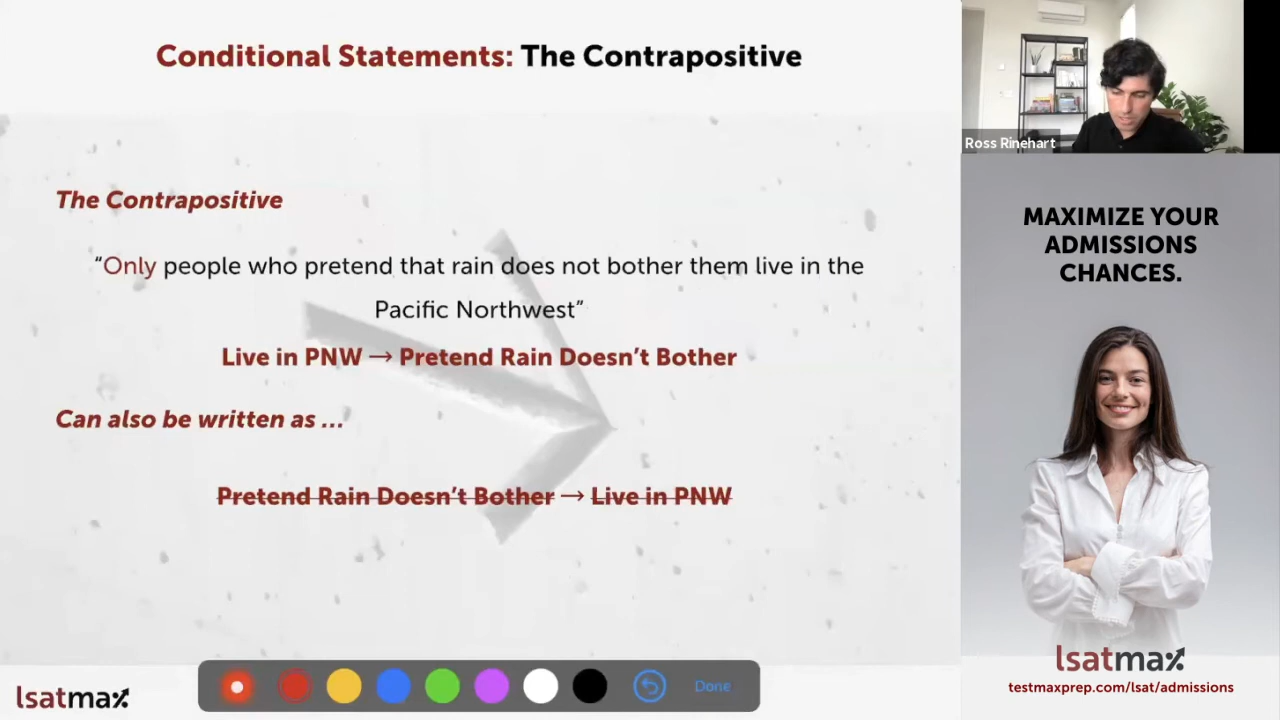 Conditional Statements: The Contrapositive
The Contrapositive
“Only people who pretend that rain does not bother them live in the
Pacific Northwest”
Live in PNW → Pretend Rain Doesn’t Bother
Can also be written as ...
Pretend Rain Doesn’t Bother → Live in PNW
Done
lsatmax
Ross Rinehart
MAXIMIZE YOUR
ADMISSIONS
CHANCES.
lsatmax
testmaxprep.com/lsat/admissions